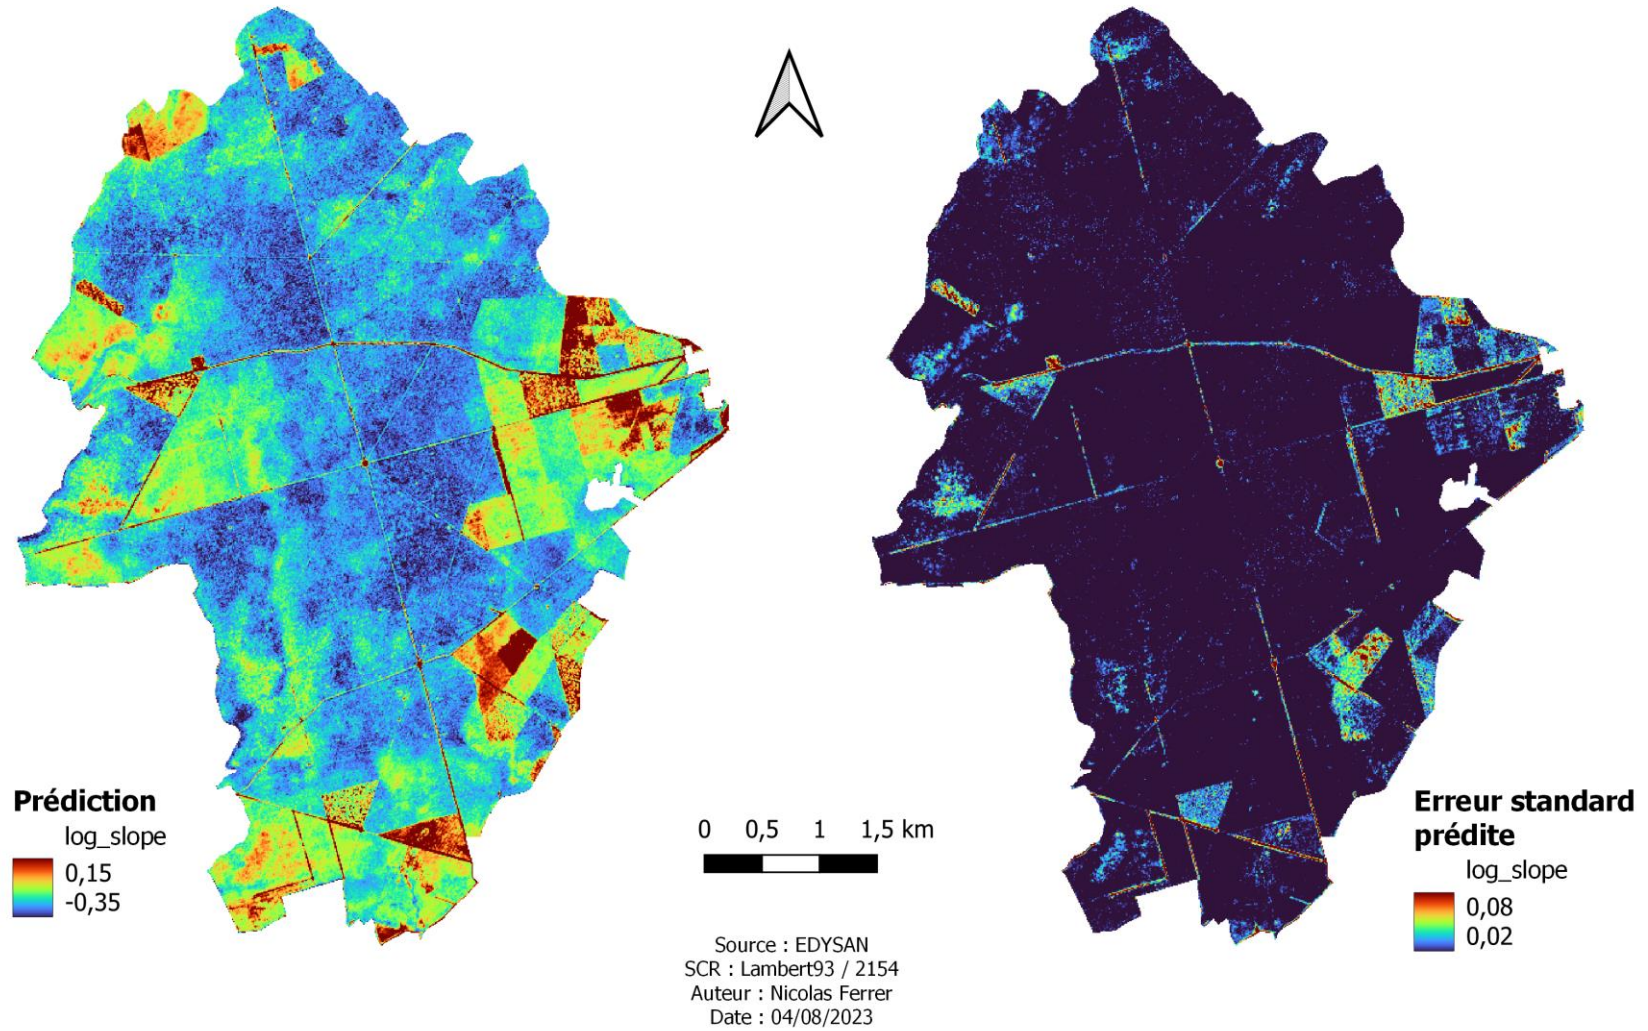 Prédiction
log_slope
0,15
-0,35
0 0,5 1 1,5 km
Erreur standard
prédite
log_slope
0,08
0,02
Source : EDYSAN
SCR : Lambert93 / 2154
Auteur : Nicolas Ferrer
Date : 04/08/2023